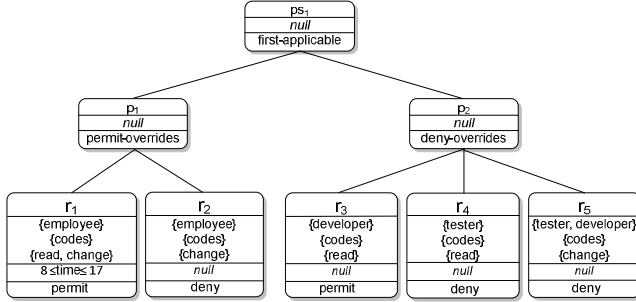 ps1
null
first-applicable
p1
null
permit-overrides
p2
null
deny-overrides
r1
{employee}
{codes}
{read, change}
8 ≤time≤ 17
permit
r2
{employee}
{codes}
{change}
null
deny
r3
{developer}
{codes}
{read}
null
permit
r4
{tester}
{codes}
{read}
null
deny
r5
{tester, developer}
{codes}
{change}
null
deny